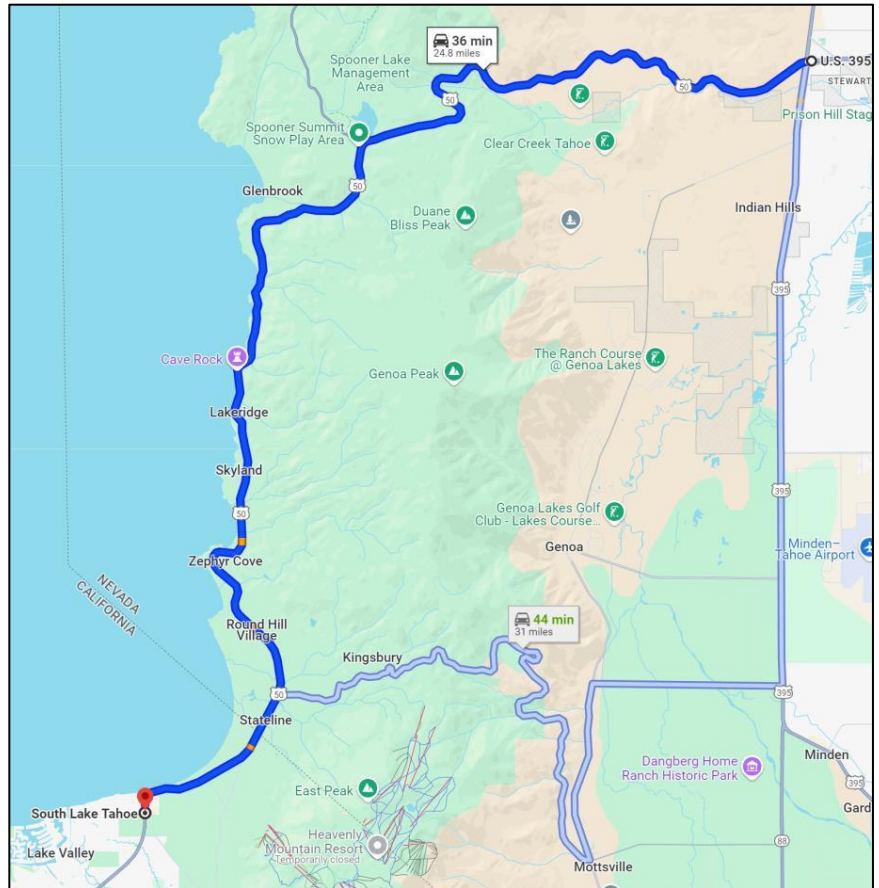 36 min
24.8 miles
U.S. 395
STEWART
Spooner Lake
Management
Area
50
50
Prison Hill Stag
Spooner Summit
Snow Play Area
Clear Creek Tahoe
50
Glenbrook
Duane
Bliss Peak
Indian Hills
395
Cave Rock
The Ranch Course
@ Genoa Lakes
Genoa Peak
Lakeridge
Skyland
395
50
Genoa Lakes Golf
Club - Lakes Course...
Zephyr Cove
Genoa
Minden–
Tahoe Airport
NEVADA
CALIFORNIA
Round Hill
Village
44 min
31 miles
Kingsbury
50
395
Stateline
Minden
Dangberg Home
Ranch Historic Park
395
East Peak
Gard
South Lake Tahoe
Heavenly
Mountain Resort
Temporarily closed
88
Lake Valley
Mottsville